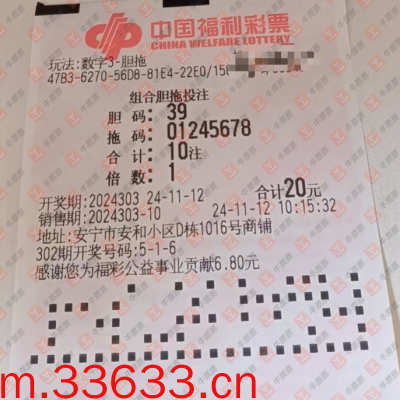 中国福利彩票
CHINA WELFARE LOTTERY
玩法:数字3-胆拖
47B3-6270-56D8-81E4-22E0/15
组合胆拖投注
胆 码: 39
拖 码: 01245678
合 计: 10注
倍 数: 1
开奖期:2024303 24-11-12 合计20元
销售期:2024303-10 24-11-12 10:15:32
地址:安宁市安和小区D栋1016号商铺
302期开奖号码:5-1-6
感谢您为福彩公益事业贡献6.80元
m.33633.cn